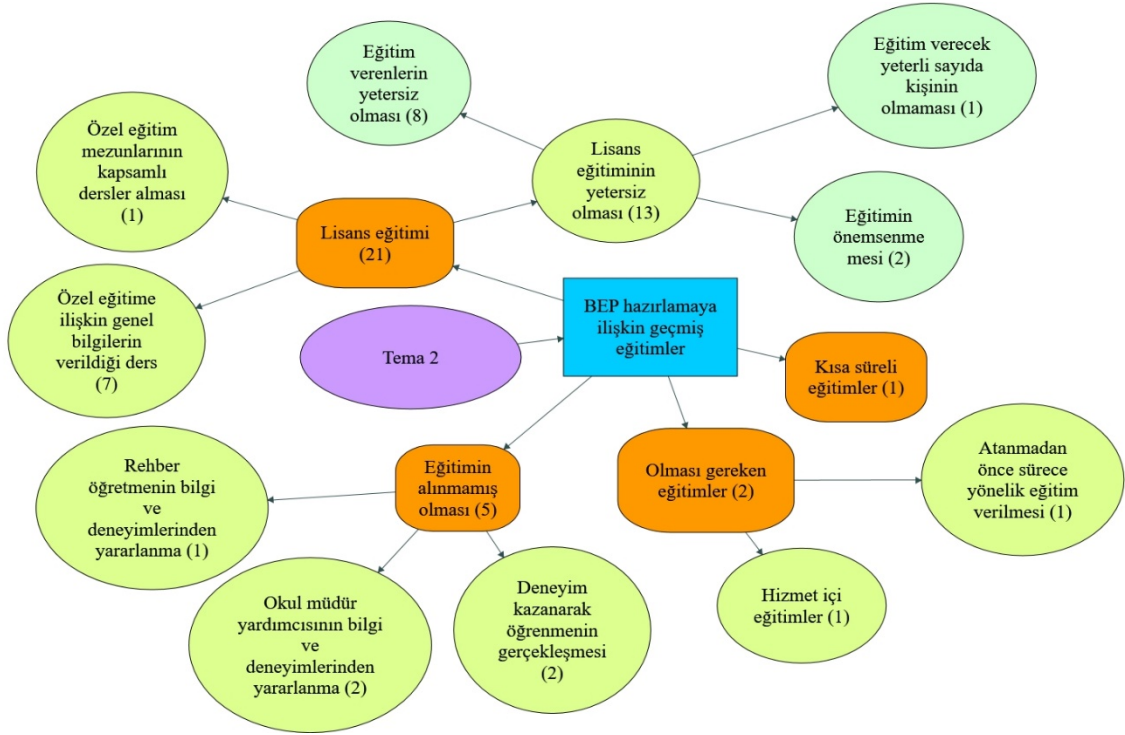 Eğitim
verenlerin
yetersiz
olması (8)
Eğitim verecek
yeterli sayıda
kişinin
olmaması (1)
Özel eğitim
mezunlarının
kapsamlı
dersler alması
(1)
Lisans
eğitiminin
yetersiz
olması (13)
Lisans eğitimi
(21)
Eğitimin
önemsenme
mesi (2)
Özel eğitime
ilişkin genel
bilgilerin
verildiği ders
(7)
Tema 2
BEP hazırlamaya
ilişkin geçmiş
eğitimler
Kısa süreli
eğitimler (1)
Rehber
öğretmenin bilgi
ve
deneyimlerinden
yararlanma (1)
Eğitimin
alınmamış
olması (5)
Olması gereken
eğitimler (2)
Atanmadan
önce sürece
yönelik eğitim
verilmesi (1)
Okul müdür
yardımcısının bilgi
ve
deneyimlerinden
yararlanma (2)
Deneyim
kazanarak
öğrenmenin
gerçekleşmesi
(2)
Hizmet içi
eğitimler (1)